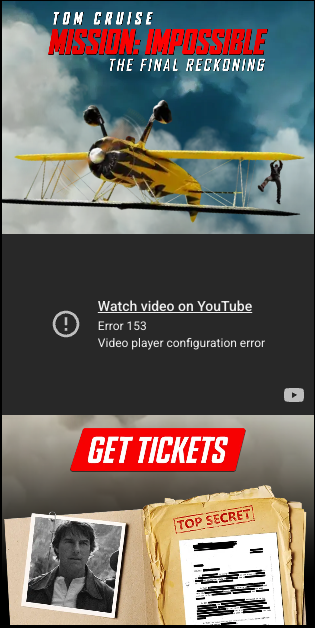 TOM CRUISE
MISSION: IMPOSSIBLE
THE FINAL RECKONING
Watch video on YouTube
Error 153
Video player configuration error
GET TICKETS
TOP SECRET